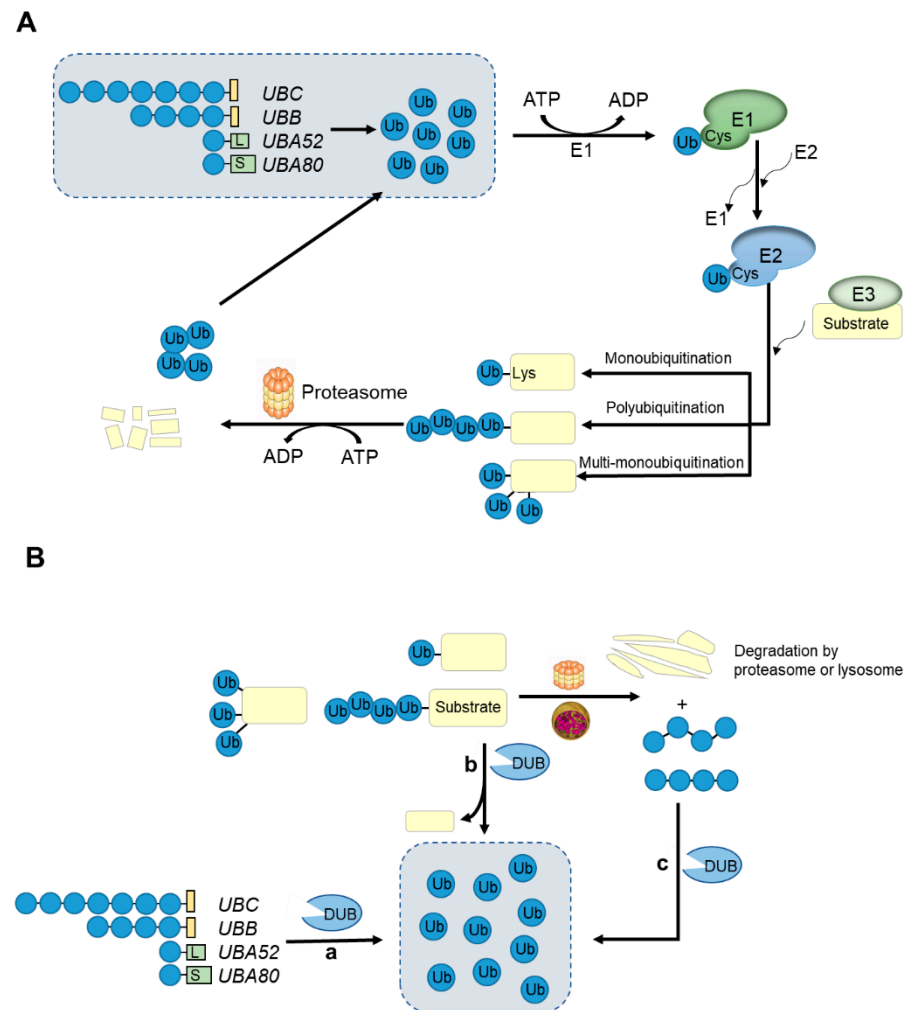 A
UBC
UBB
UBA52
L
UBA80
S
Ub
Ub
Ub
Ub
Ub
Ub
Ub
Ub
ATP
ADP
E1
E1
Cys
Ub
E2
E1
E2
Cys
Ub
E3
Substrate
Ub
Ub
Ub
Ub
Proteasome
ADP
ATP
Monoubiquitination
Ub
Lys
Polyubiquitination
Ub Ub Ub Ub
Multi-monoubiquitination
Ub
Ub
Ub
B
Ub
Ub
Ub
Ub
Ub Ub Ub Ub
Substrate
Degradation by
proteasome or lysosome
+
b
DUB
c
DUB
UBC
UBB
UBA52
L
UBA80
S
DUB
a
Ub
Ub
Ub
Ub
Ub
Ub
Ub
Ub
Ub
Ub
Ub